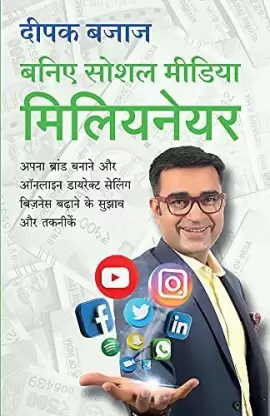 दीपक बजाज
बनिए सोशल मीडिया
मिलियनेयर
अपना ब्रांड बनाने और
ऑनलाइन डायरेक्ट सेलिंग
बिज़नेस बढ़ाने के सुझाव
और तकनीकें